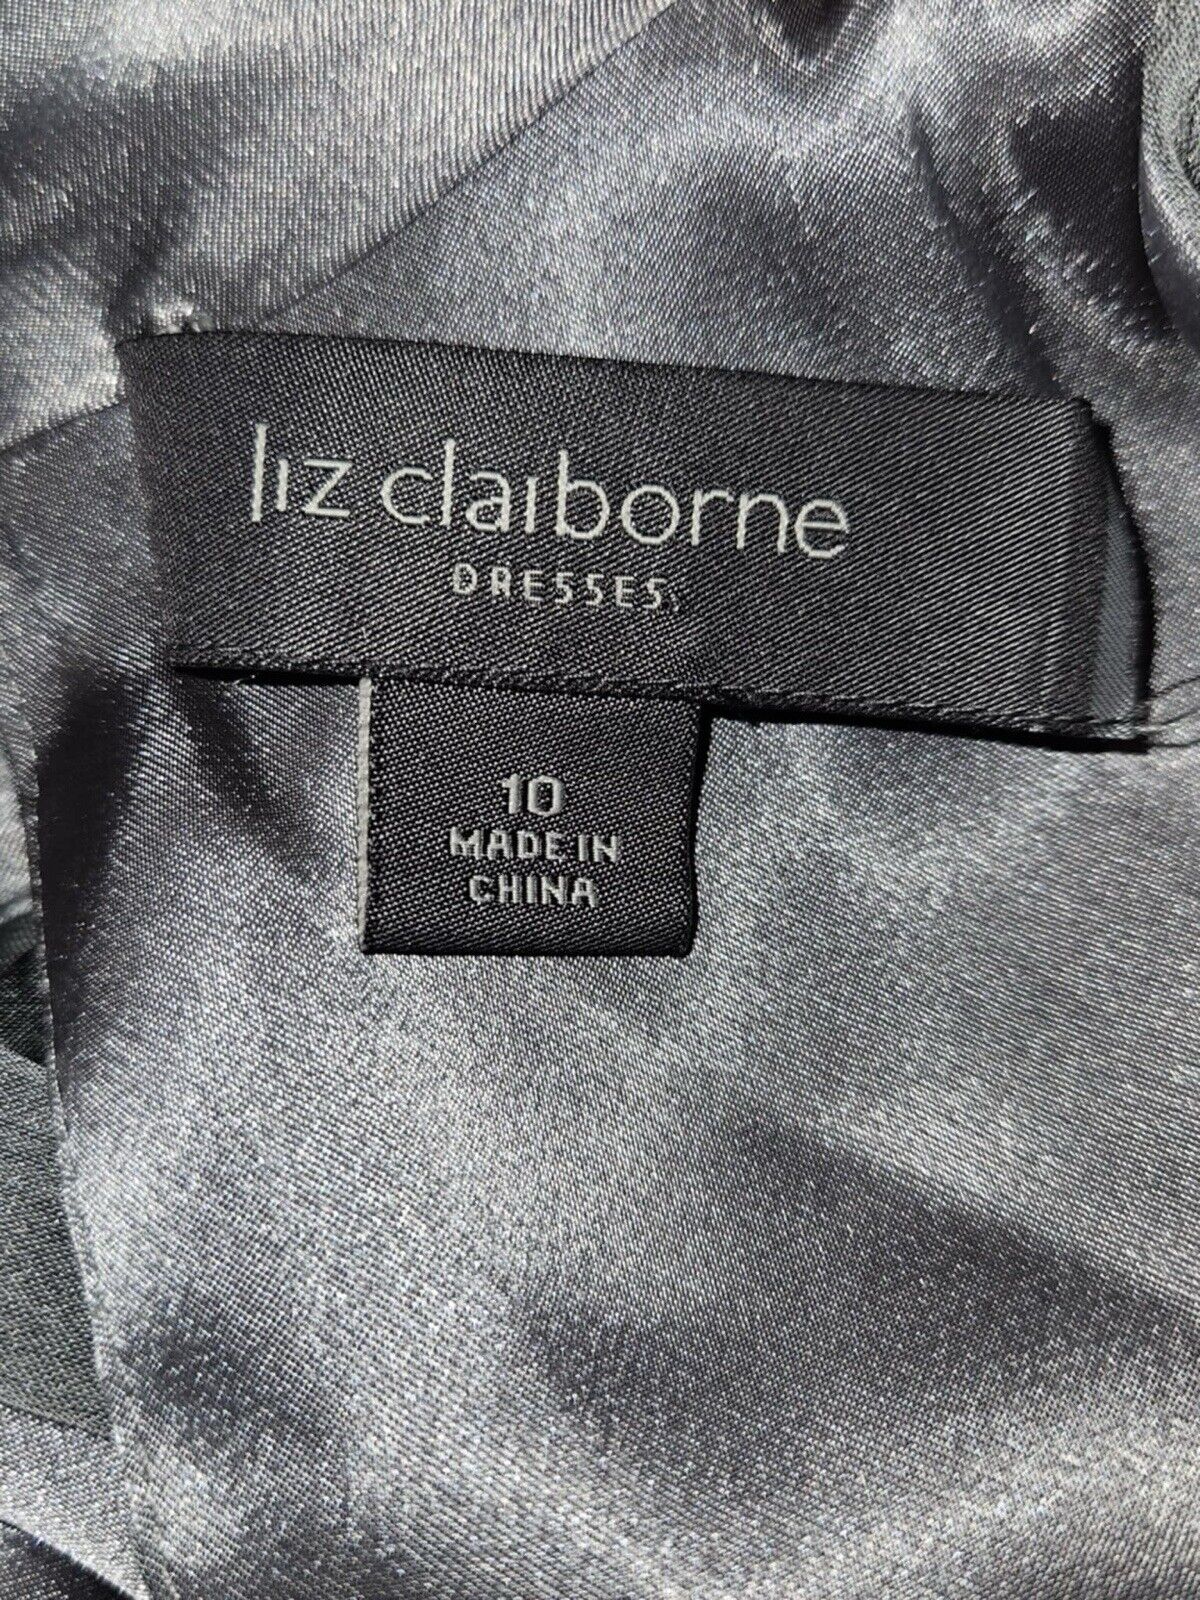 liz claiborne
DRESSES
10
MADE IN
CHINA